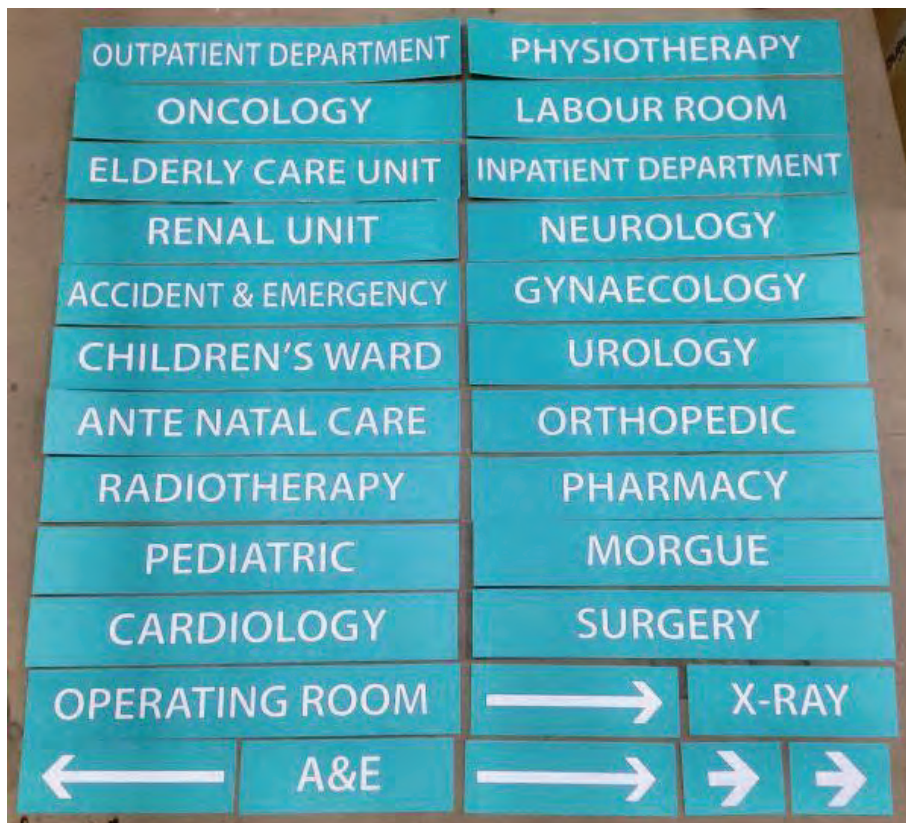 OUTPATIENT DEPARTMENT
PHYSIOTHERAPY
ONCOLOGY
LABOUR ROOM
ELDERLY CARE UNIT
INPATIENT DEPARTMENT
RENAL UNIT
NEUROLOGY
ACCIDENT & EMERGENCY
GYNAECOLOGY
CHILDREN'S WARD
UROLOGY
ANTE NATAL CARE
ORTHOPEDIC
RADIOTHERAPY
PHARMACY
PEDIATRIC
MORGUE
CARDIOLOGY
SURGERY
OPERATING ROOM
X-RAY
A&E